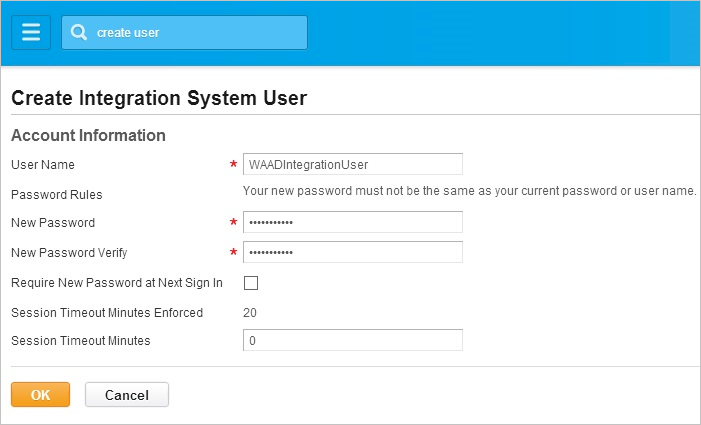 create user
Create Integration System User
Account Information
User Name * WAADIntegrationUser
Password Rules Your new password must not be the same as your current password or user name.
New Password * •••••••••••
New Password Verify * •••••••••••
Require New Password at Next Sign In
Session Timeout Minutes Enforced 20
Session Timeout Minutes 0
OK Cancel